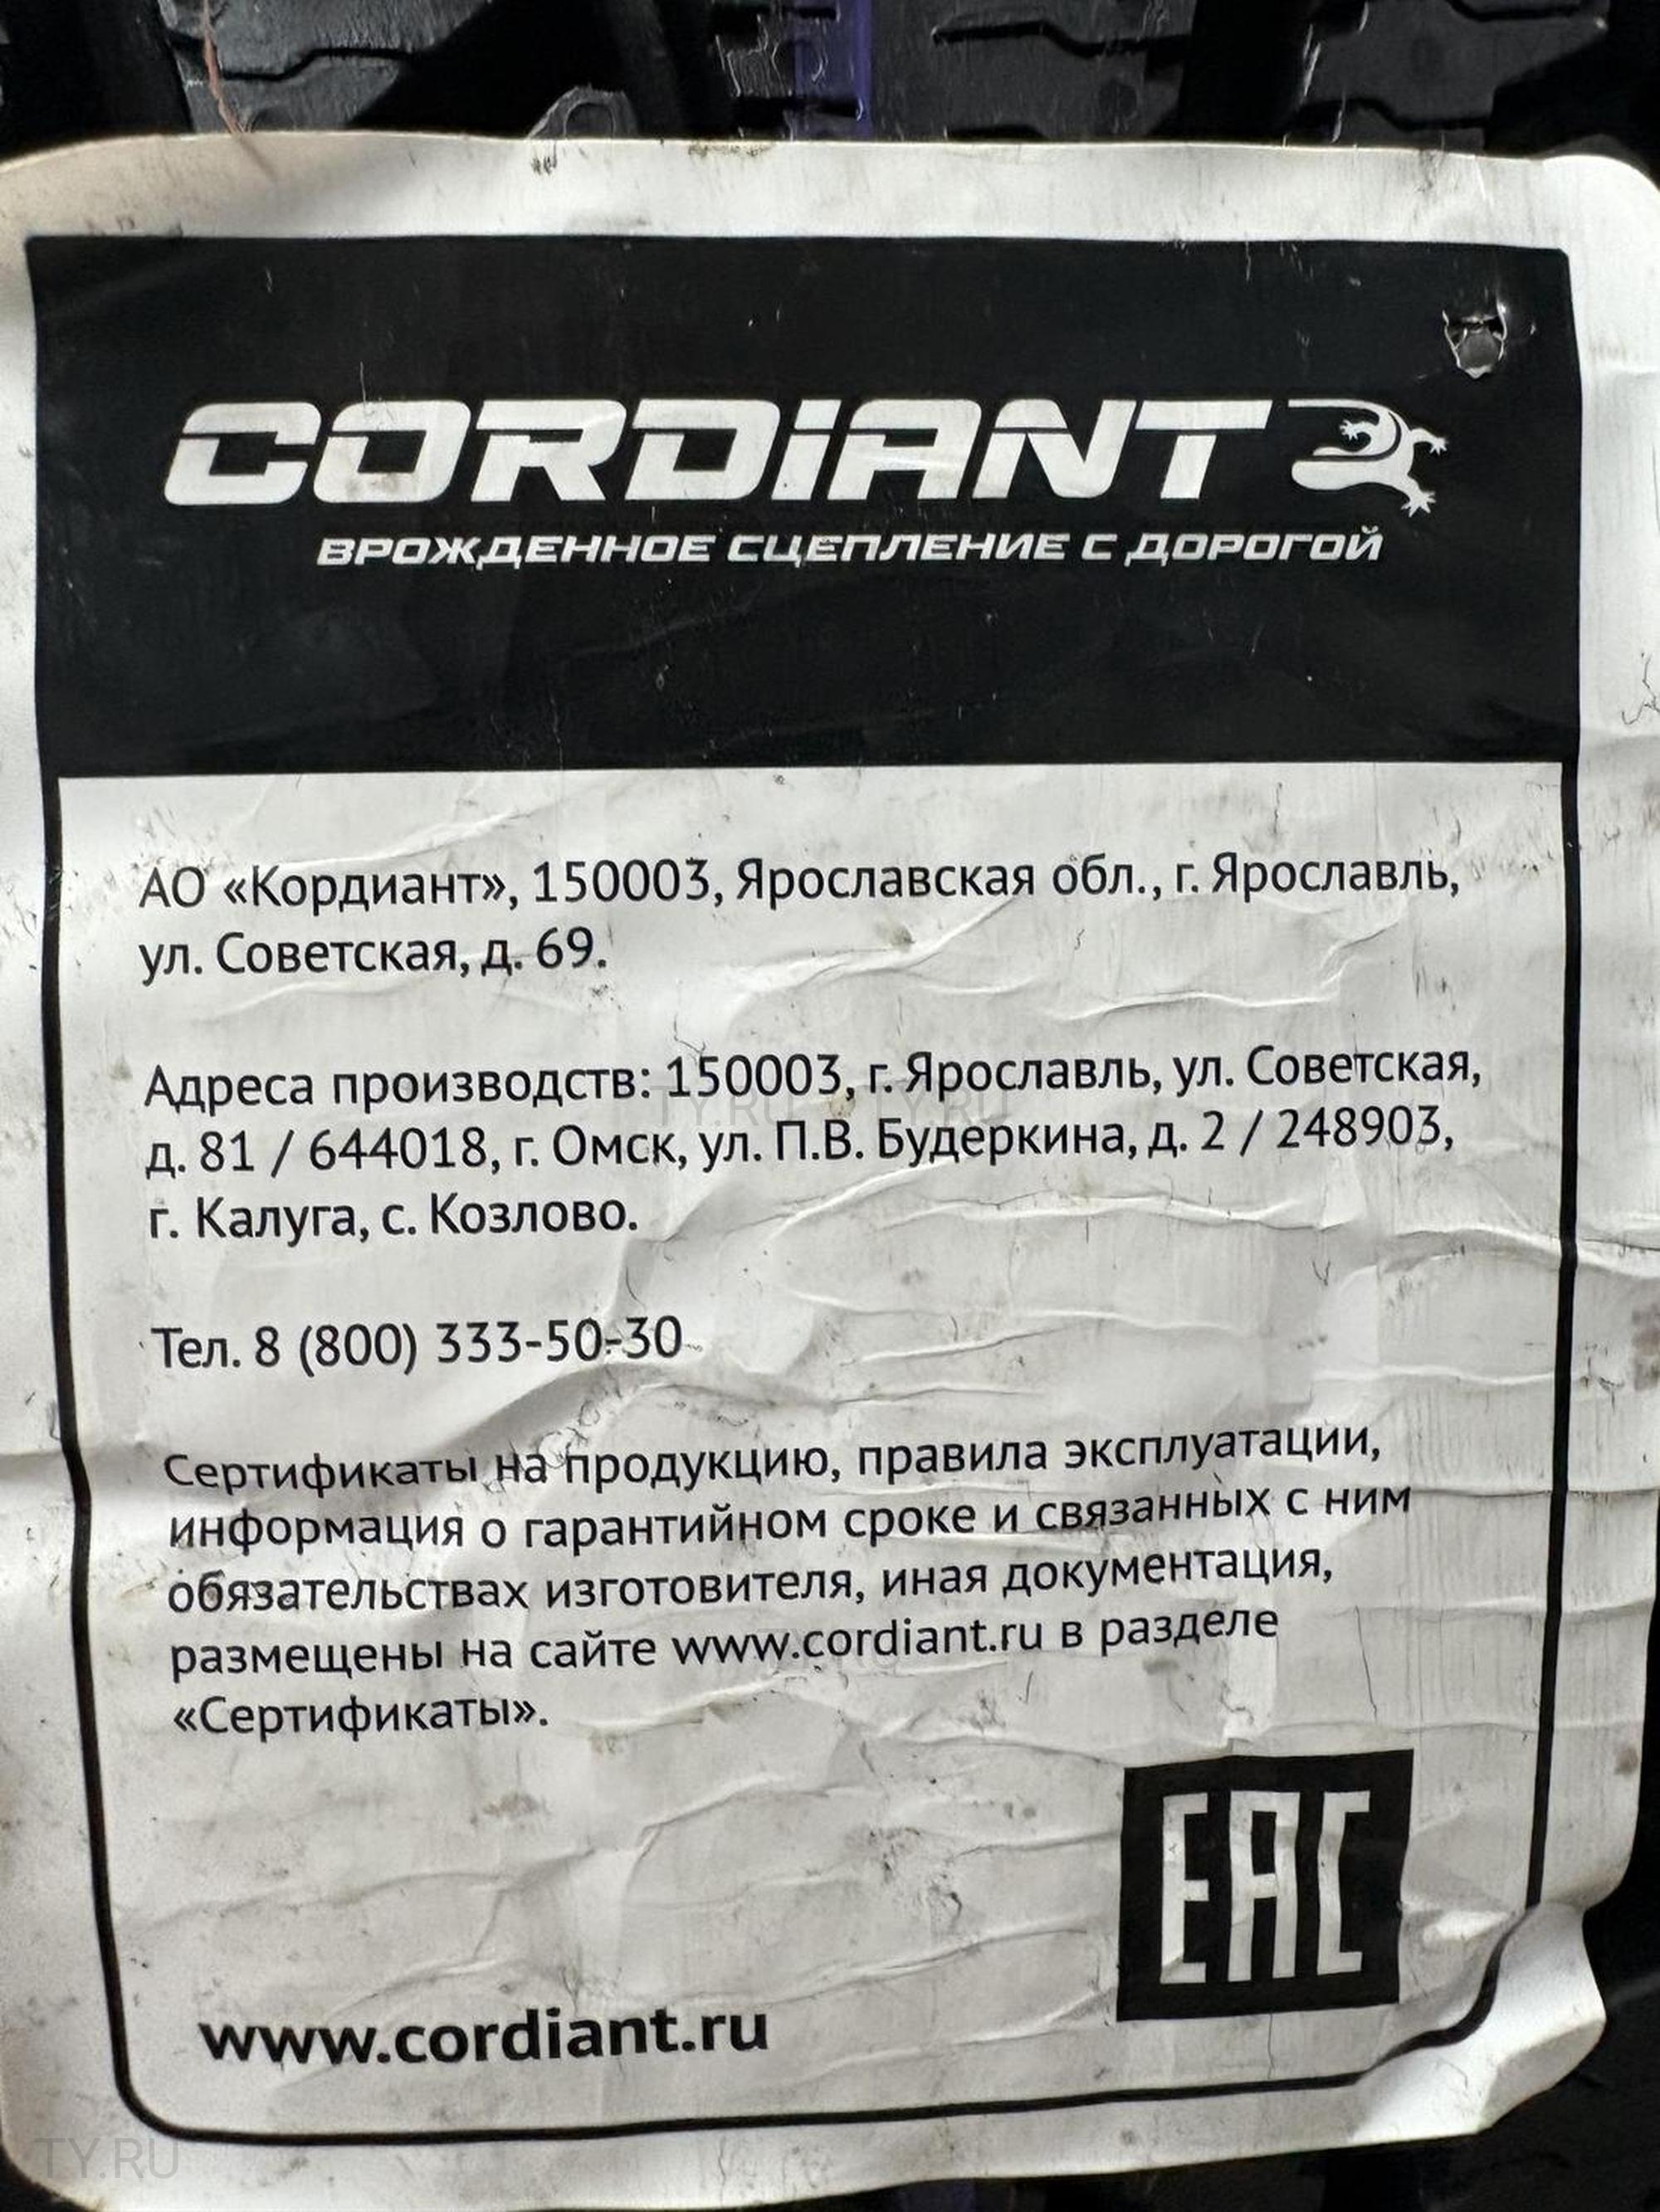 CORDIANT
ВРОЖДЕННОЕ СЦЕПЛЕНИЕ С ДОРОГОЙ
АО «Кордиант», 150003, Ярославская обл., г. Ярославль,
ул. Советская, д. 69.
Адреса производств: 150003, г. Ярославль, ул. Советская,
д. 81 / 644018, г. Омск, ул. П.В. Будеркина, д. 2 / 248903,
г. Калуга, с. Козлово.
Тел. 8 (800) 333-50-30
Сертификаты на продукцию, правила эксплуатации,
информация о гарантийном сроке и связанных с ним
обязательствах изготовителя, иная документация,
размещены на сайте www.cordiant.ru в разделе
«Сертификаты».
EAC
www.cordiant.ru
TY.RU